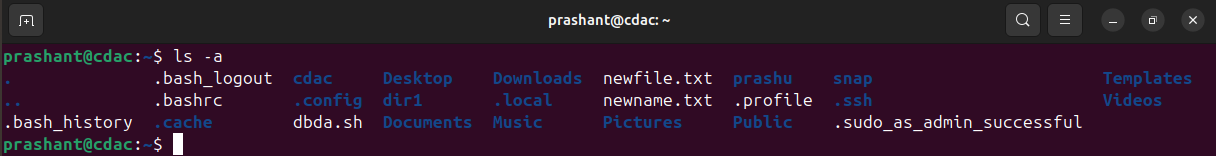 prashant@cdac: ~
prashant@cdac:~$ ls -a
. .bash_logout cdac Desktop Downloads newfile.txt prashu snap Templates
.. .bashrc .config dir1 .local newname.txt .profile .ssh Videos
.bash_history .cache dbda.sh Documents Music Pictures Public .sudo_as_admin_successful
prashant@cdac:~$